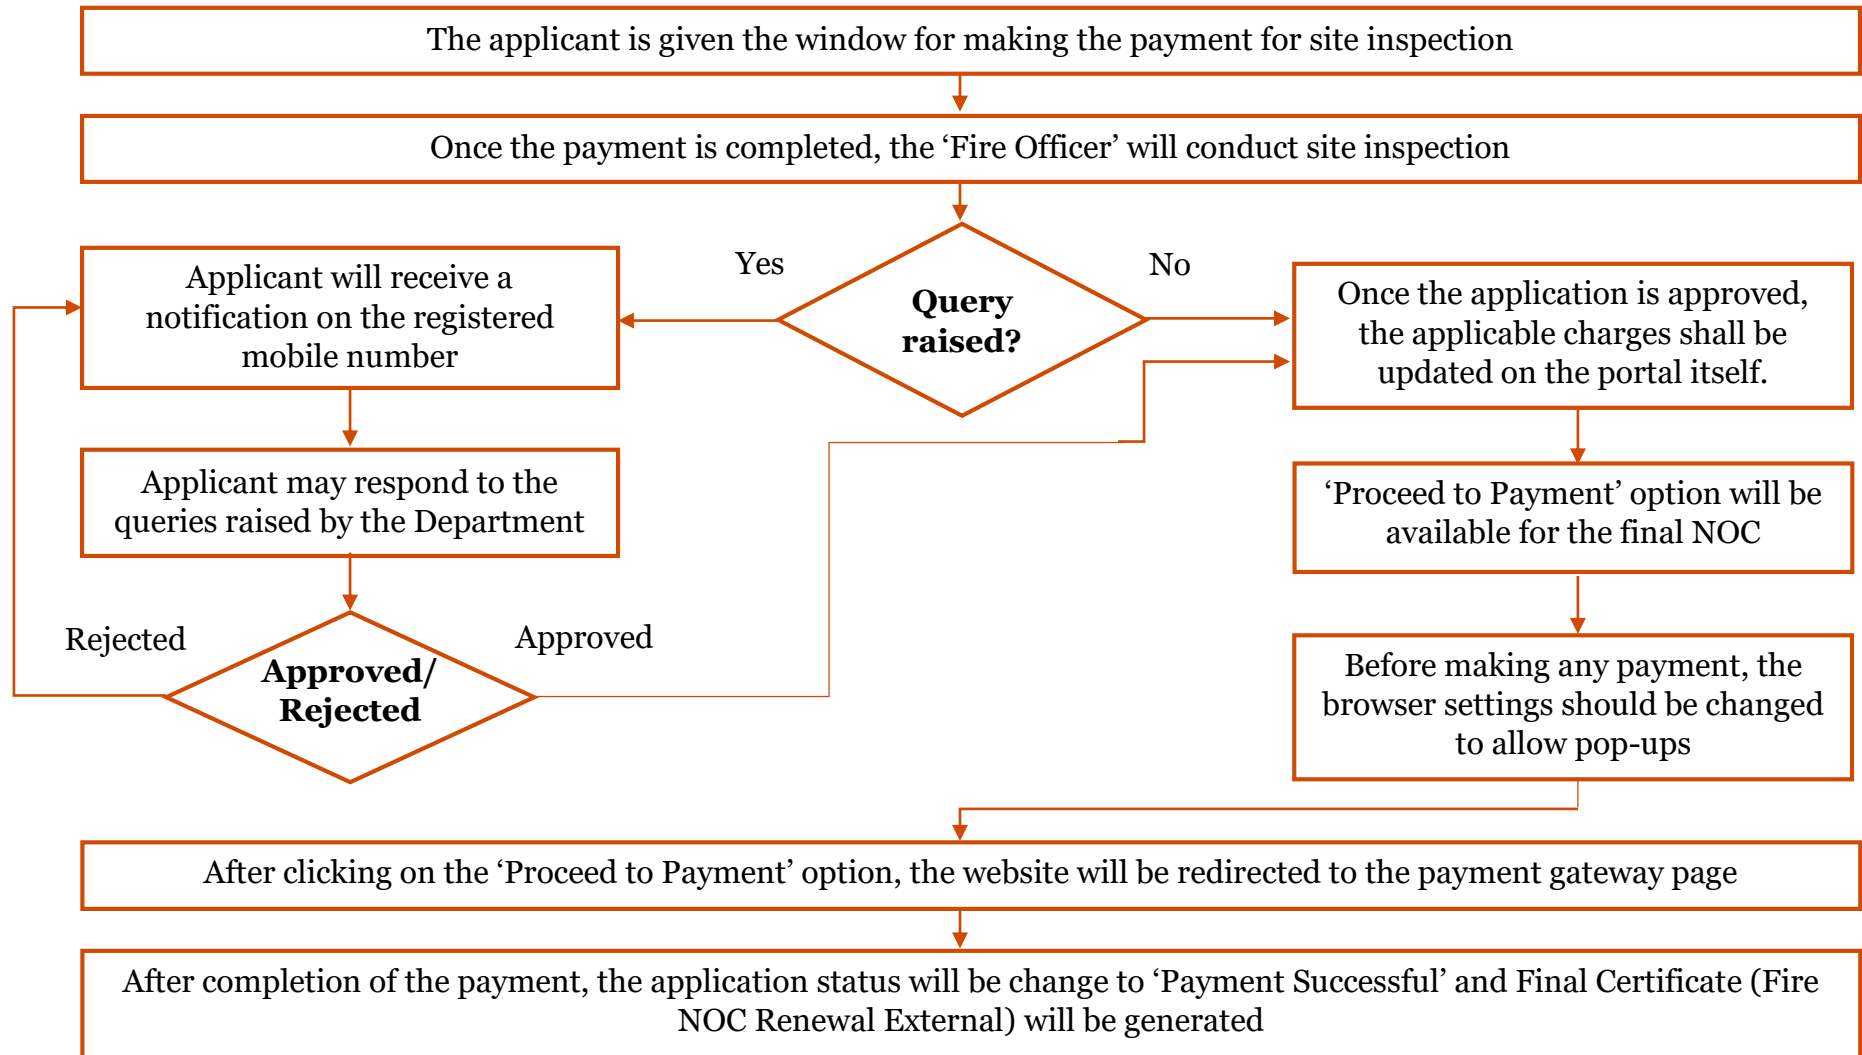 The applicant is given the window for making the payment for site inspection
Once the payment is completed, the ‘Fire Officer’ will conduct site inspection
Yes
No
Query
raised?
Applicant will receive a
notification on the registered
mobile number
Once the application is approved,
the applicable charges shall be
updated on the portal itself.
Applicant may respond to the
queries raised by the Department
‘Proceed to Payment’ option will be
available for the final NOC
Rejected
Approved
Approved/
Rejected
Before making any payment, the
browser settings should be changed
to allow pop-ups
After clicking on the ‘Proceed to Payment’ option, the website will be redirected to the payment gateway page
After completion of the payment, the application status will be change to ‘Payment Successful’ and Final Certificate (Fire
NOC Renewal External) will be generated